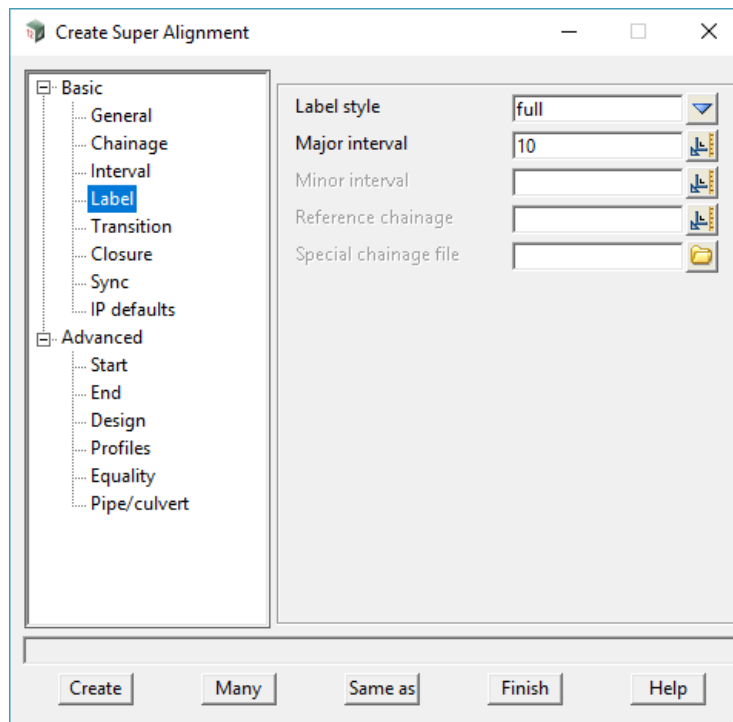 Create Super Alignment
Basic
General
Chainage
Interval
Label
Transition
Closure
Sync
IP defaults
Advanced
Start
End
Design
Profiles
Equality
Pipe/culvert
Label style full
Major interval 10
Minor interval
Reference chainage
Special chainage file
Create Many Same as Finish Help